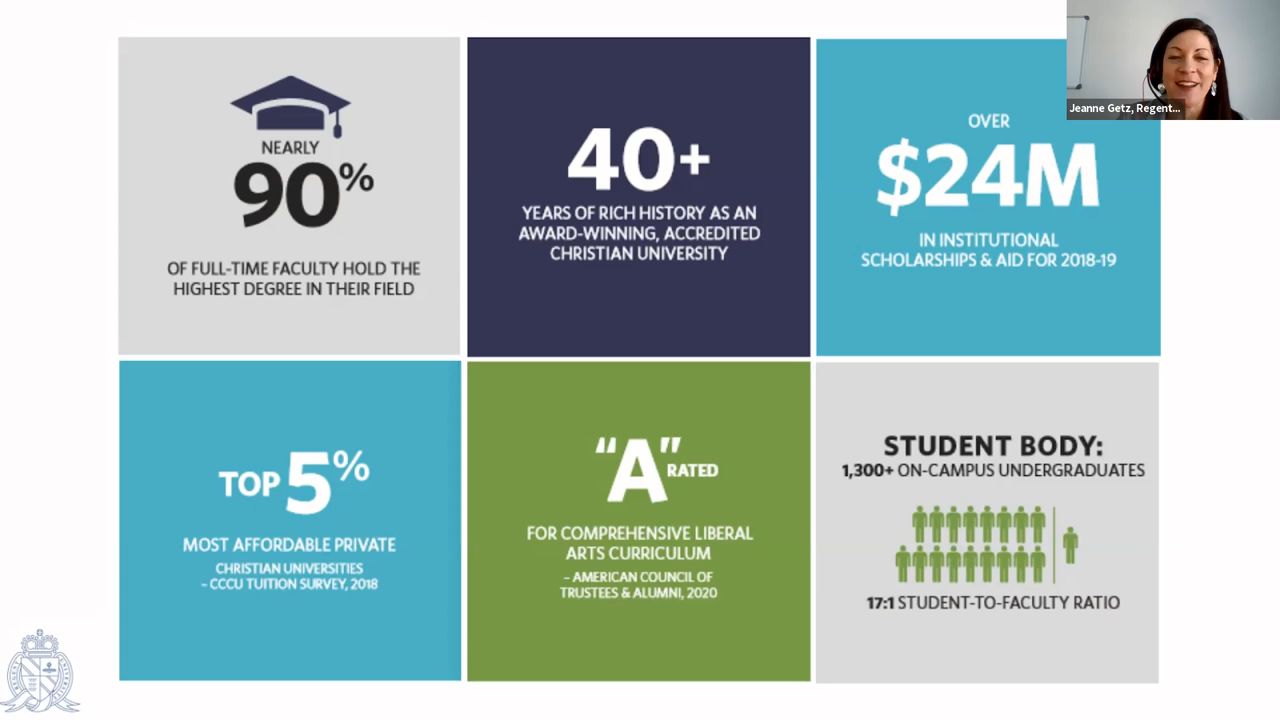 NEARLY
90%
OF FULL-TIME FACULTY HOLD THE
HIGHEST DEGREE IN THEIR FIELD
40+
YEARS OF RICH HISTORY AS AN
AWARD-WINNING, ACCREDITED
CHRISTIAN UNIVERSITY
OVER
$24M
IN INSTITUTIONAL
SCHOLARSHIPS & AID FOR 2018-19
Jeanne Getz, Regent...
TOP 5%
MOST AFFORDABLE PRIVATE
CHRISTIAN UNIVERSITIES
– CCCU TUITION SURVEY, 2018
“A” RATED
FOR COMPREHENSIVE LIBERAL
ARTS CURRICULUM
– AMERICAN COUNCIL OF
TRUSTEES & ALUMNI, 2020
STUDENT BODY:
1,300+ ON-CAMPUS UNDERGRADUATES
17:1 STUDENT-TO-FACULTY RATIO